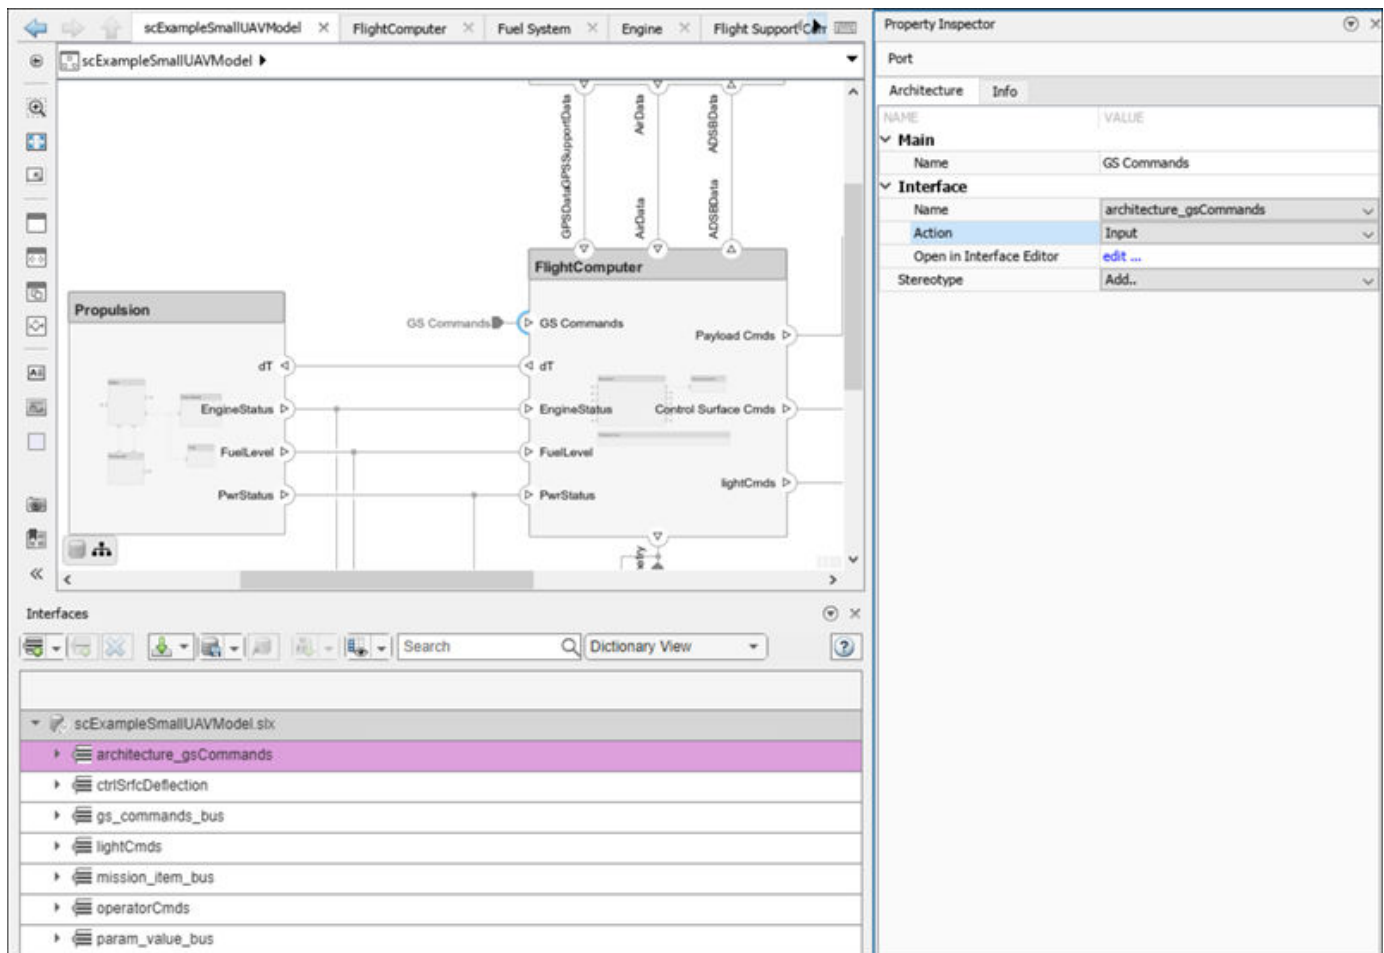 scExampleSmallUAVModel × FlightComputer × Fuel System × Engine × Flight Support
scExampleSmallUAVModel
GPSDataGPSSupportData
AirData
ADSBData
AirData
ADSBData
FlightComputer
Propulsion
GS Commands
GS Commands
Payload Cmds
dT
dT
EngineStatus
EngineStatus
Control Surface Cmds
FuelLevel
FuelLevel
lightCmds
PwrStatus
PwrStatus
Interfaces
Search
Dictionary View
scExampleSmallUAVModel.slx
architecture_gsCommands
ctrlSrfcDeflection
gs_commands_bus
lightCmds
mission_item_bus
operatorCmds
param_value_bus
Property Inspector
Port
Architecture Info
NAME VALUE
Main
Name GS Commands
Interface
Name architecture_gsCommands
Action Input
Open in Interface Editor edit ...
Stereotype Add..